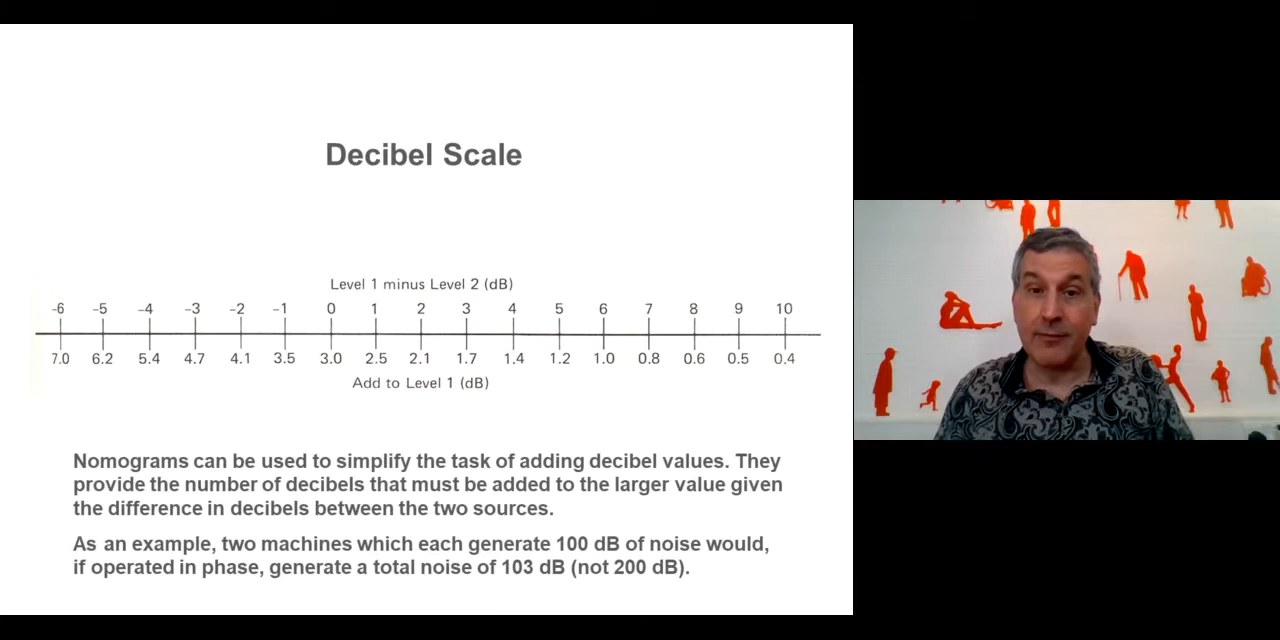 Decibel Scale
Level 1 minus Level 2 (dB)
–6 –5 –4 –3 –2 –1 0 1 2 3 4 5 6 7 8 9 10
7.0 6.2 5.4 4.7 4.1 3.5 3.0 2.5 2.1 1.7 1.4 1.2 1.0 0.8 0.6 0.5 0.4
Add to Level 1 (dB)
Nomograms can be used to simplify the task of adding decibel values. They
provide the number of decibels that must be added to the larger value given
the difference in decibels between the two sources.
As an example, two machines which each generate 100 dB of noise would,
if operated in phase, generate a total noise of 103 dB (not 200 dB).